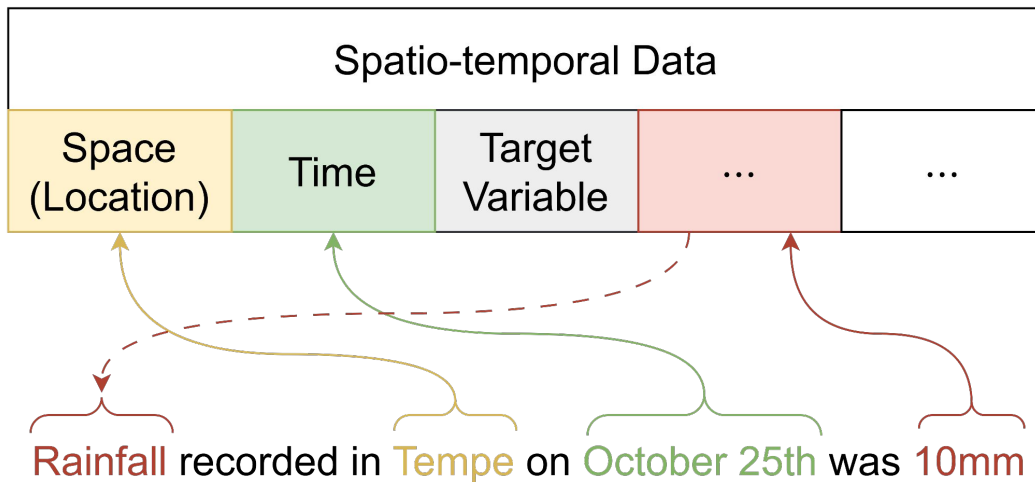 Spatio-temporal Data
Space
(Location)
Time
Target
Variable
...
...
Rainfall recorded in Tempe on October 25th was 10mm